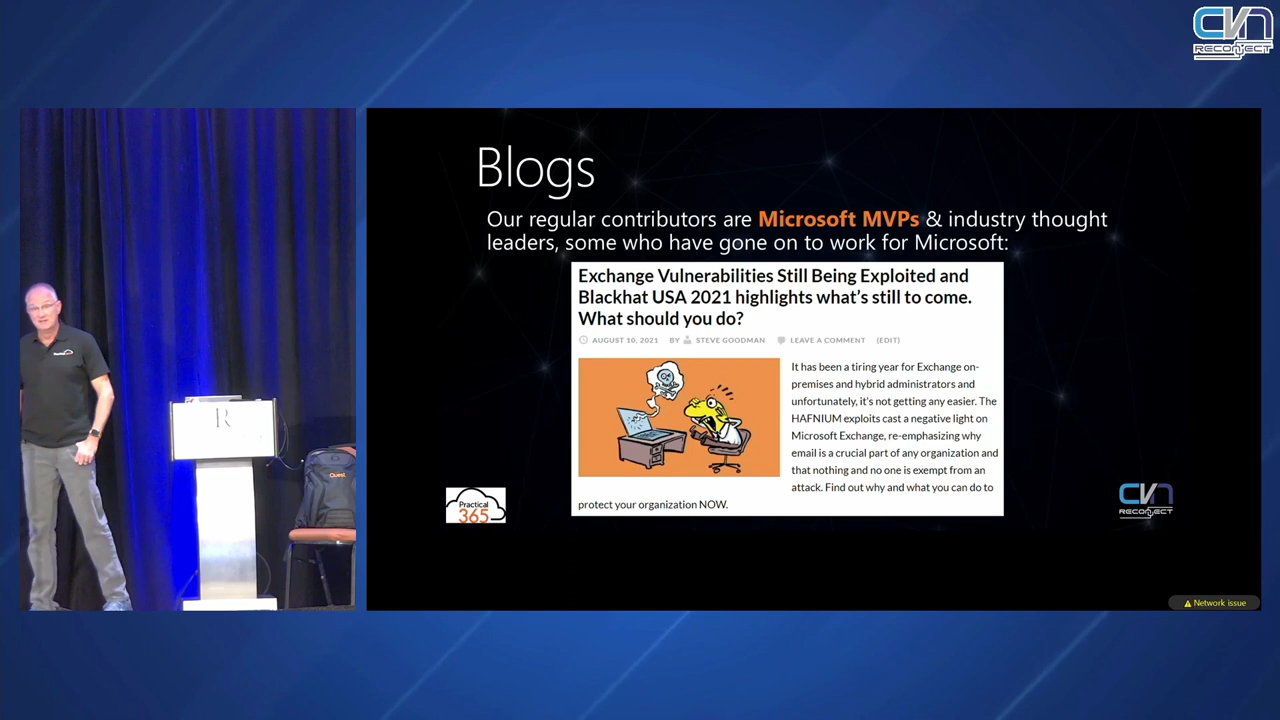 CVN
RECONNECT
Blogs
Our regular contributors are Microsoft MVPs & industry thought
leaders, some who have gone on to work for Microsoft:
Exchange Vulnerabilities Still Being Exploited and
Blackhat USA 2021 highlights what's still to come.
What should you do?
AUGUST 10, 2021 BY STEVE GOODMAN LEAVE A COMMENT (EDIT)
It has been a tiring year for Exchange on-
premises and hybrid administrators and
unfortunately, it's not getting any easier. The
HAFNIUM exploits cast a negative light on
Microsoft Exchange, re-emphasizing why
email is a crucial part of any organization and
that nothing and no one is exempt from an
attack. Find out why and what you can do to
protect your organization NOW.
R
Quest
Practical
365
CVN
RECONNECT
Network issue